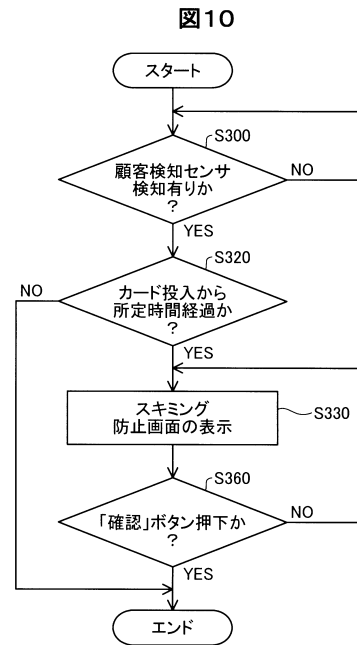 図10
スタート
S300
顧客検知センサ
検知有りか
？
NO
YES
S320
NO
カード投入から
所定時間経過か
？
YES
スキミング
防止画面の表示
S330
S360
「確認」ボタン押下か
？
NO
YES
エンド